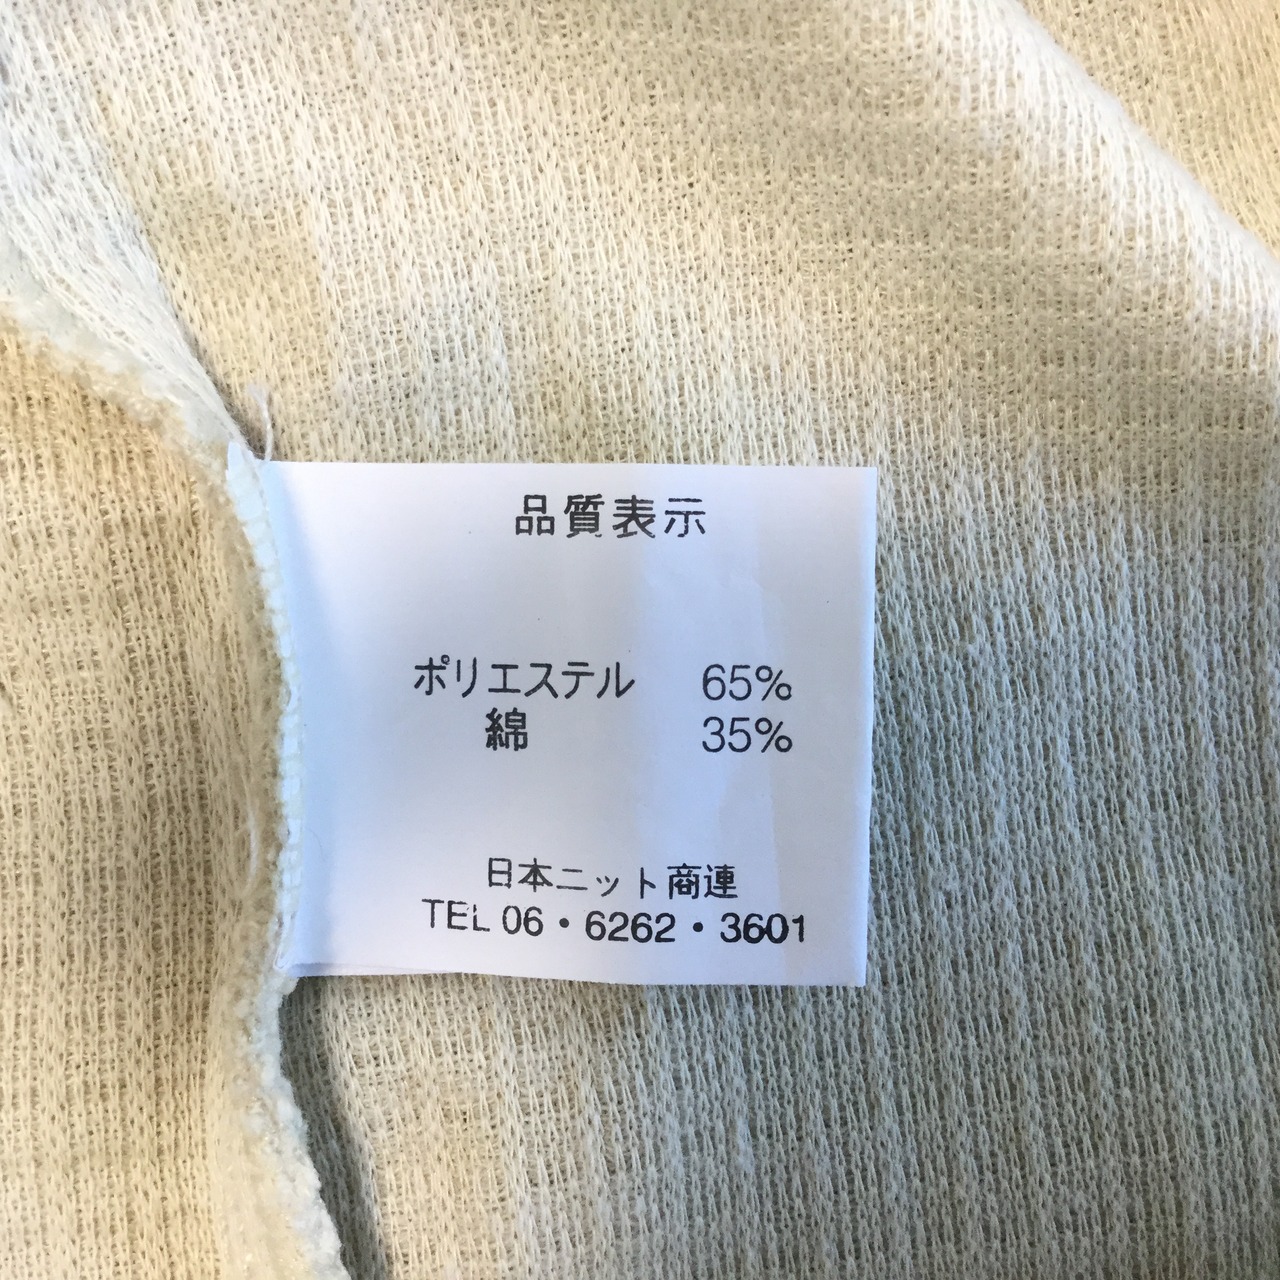 品質表示
ポリエステル 65%
綿 35%
日本ニット商連
TEL 06・6262・3601